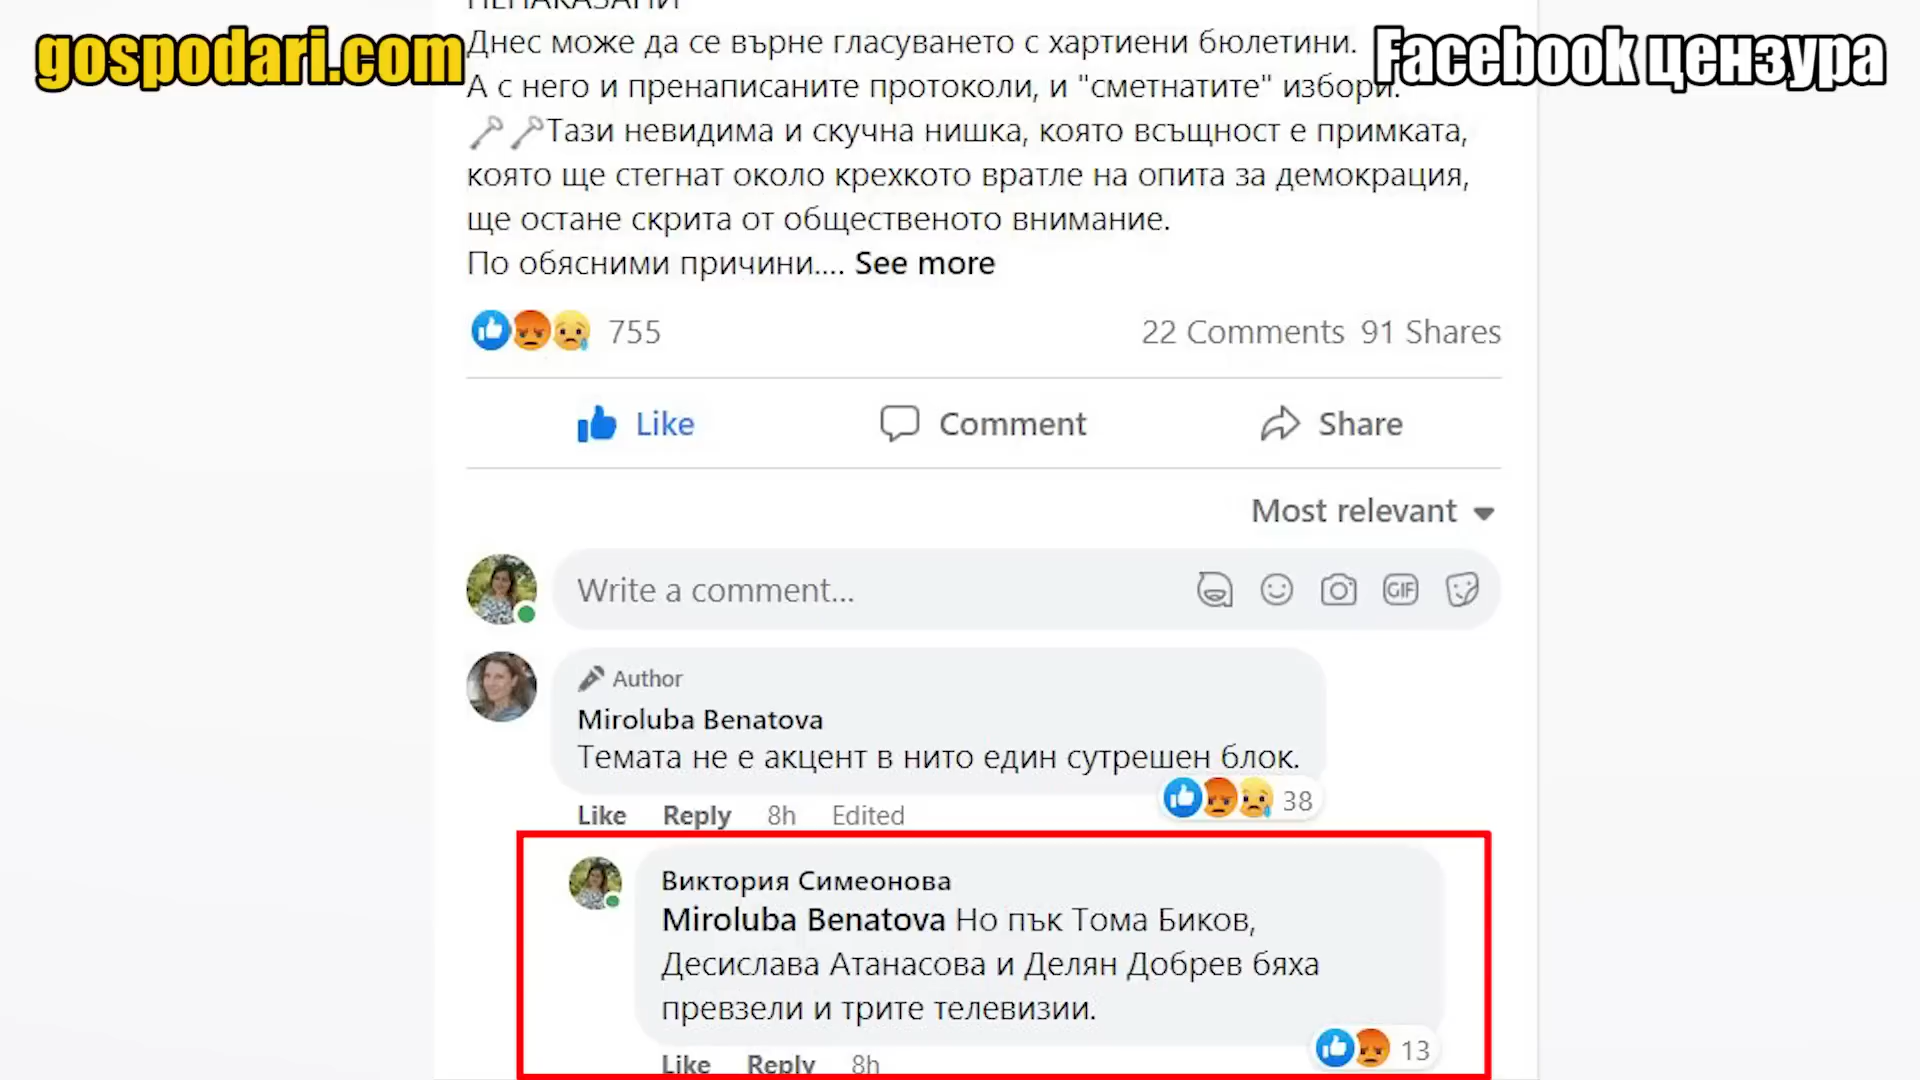 НЕНАКАЗАНИ
gospodari.com
Facebook цензура
Днес може да се върне гласуването с хартиени бюлетини.
А с него и пренаписаните протоколи, и "сметнатите" избори.
Тази невидима и скучна нишка, която всъщност е примката,
която ще стегнат около крехкото вратле на опита за демокрация,
ще остане скрита от общественото внимание.
По обясними причини.... See more
755
22 Comments 91 Shares
Like Comment Share
Most relevant
Write a comment...
GIF
Author
Miroluba Benatova
Темата не е акцент в нито един сутрешен блок.
38
Like Reply 8h Edited
Виктория Симеонова
Miroluba Benatova Но пък Тома Биков,
Десислава Атанасова и Делян Добрев бяха
превзели и трите телевизии.
13
Like Reply 8h